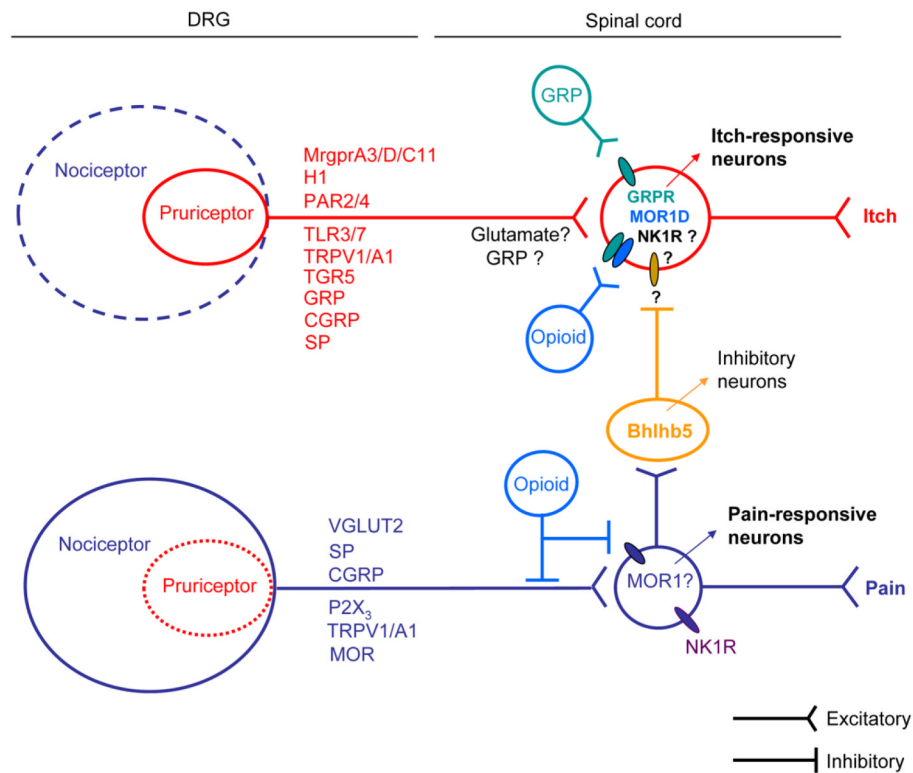 DRG
Spinal cord
GRP
Nociceptor
Pruriceptor
MrgprA3/D/C11
H1
PAR2/4
TLR3/7
TRPV1/A1
TGR5
GRP
CGRP
SP
Glutamate?
GRP ?
Itch-responsive
neurons
GRPR
MOR1D
NK1R ?
?
?
Itch
Opioid
Inhibitory
neurons
Bhlhb5
Opioid
Nociceptor
Pruriceptor
VGLUT2
SP
CGRP
P2X₃
TRPV1/A1
MOR
Pain-responsive
neurons
MOR1?
Pain
NK1R
Excitatory
Inhibitory